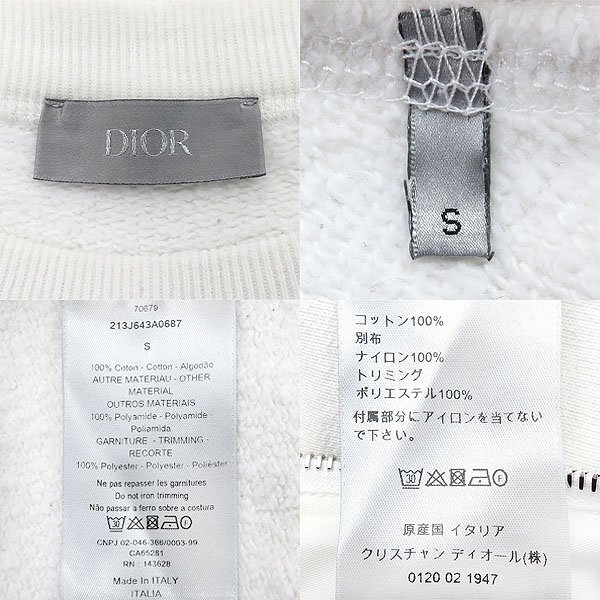 DIOR
S
70679
213J643A0687
S
100% Coton - Cotton - Algodão
AUTRE MATERIAU - OTHER
MATERIAL
OUTROS MATERIAIS
100% Polyamide - Polyamide
Poliamida
GARNITURE - TRIMMING -
RECORTE
100% Polyester - Polyester - Poliéster
Ne pas repasser les garnitures
Do not iron trimming
Não passar a ferro sobre a costura
30
CNPJ 02-046-366/0003-99
CA65281
RN : 143628
Made In ITALY
ITALIA
コットン100%
別布
ナイロン100%
トリミング
ポリエステル100%
付属部分にアイロンを当てない
で下さい。
30 F
原産国 イタリア
クリスチャン ディオール(株)
0120 02 1947